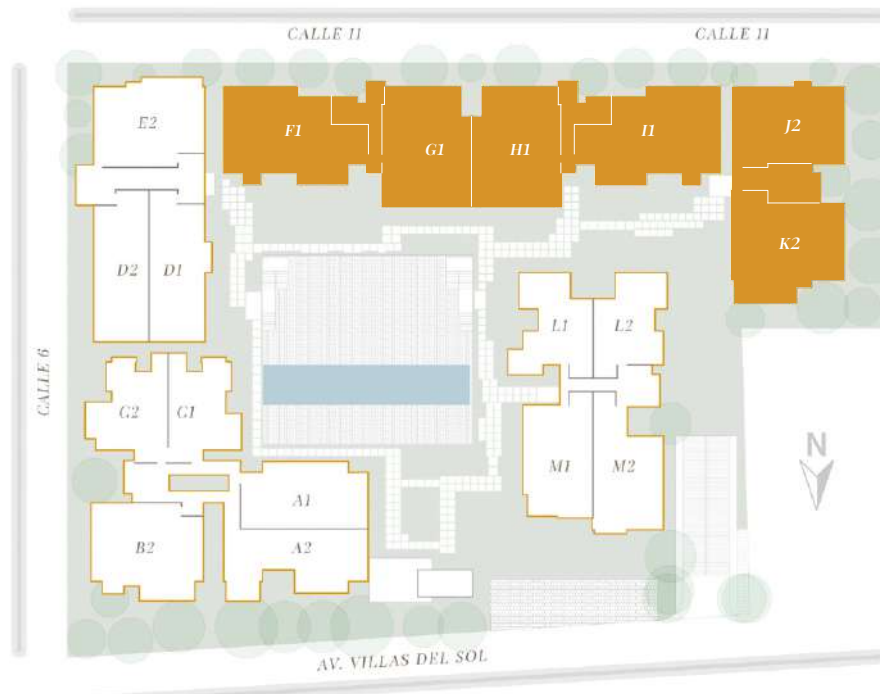 CALLE 11 CALLE 11
E2 F1 G1 H1 I1 J2
K2
D2 D1
L1 L2
CALLE 6
C2 C1
N
A1
M1 M2
B2 A2
AV. VILLAS DEL SOL